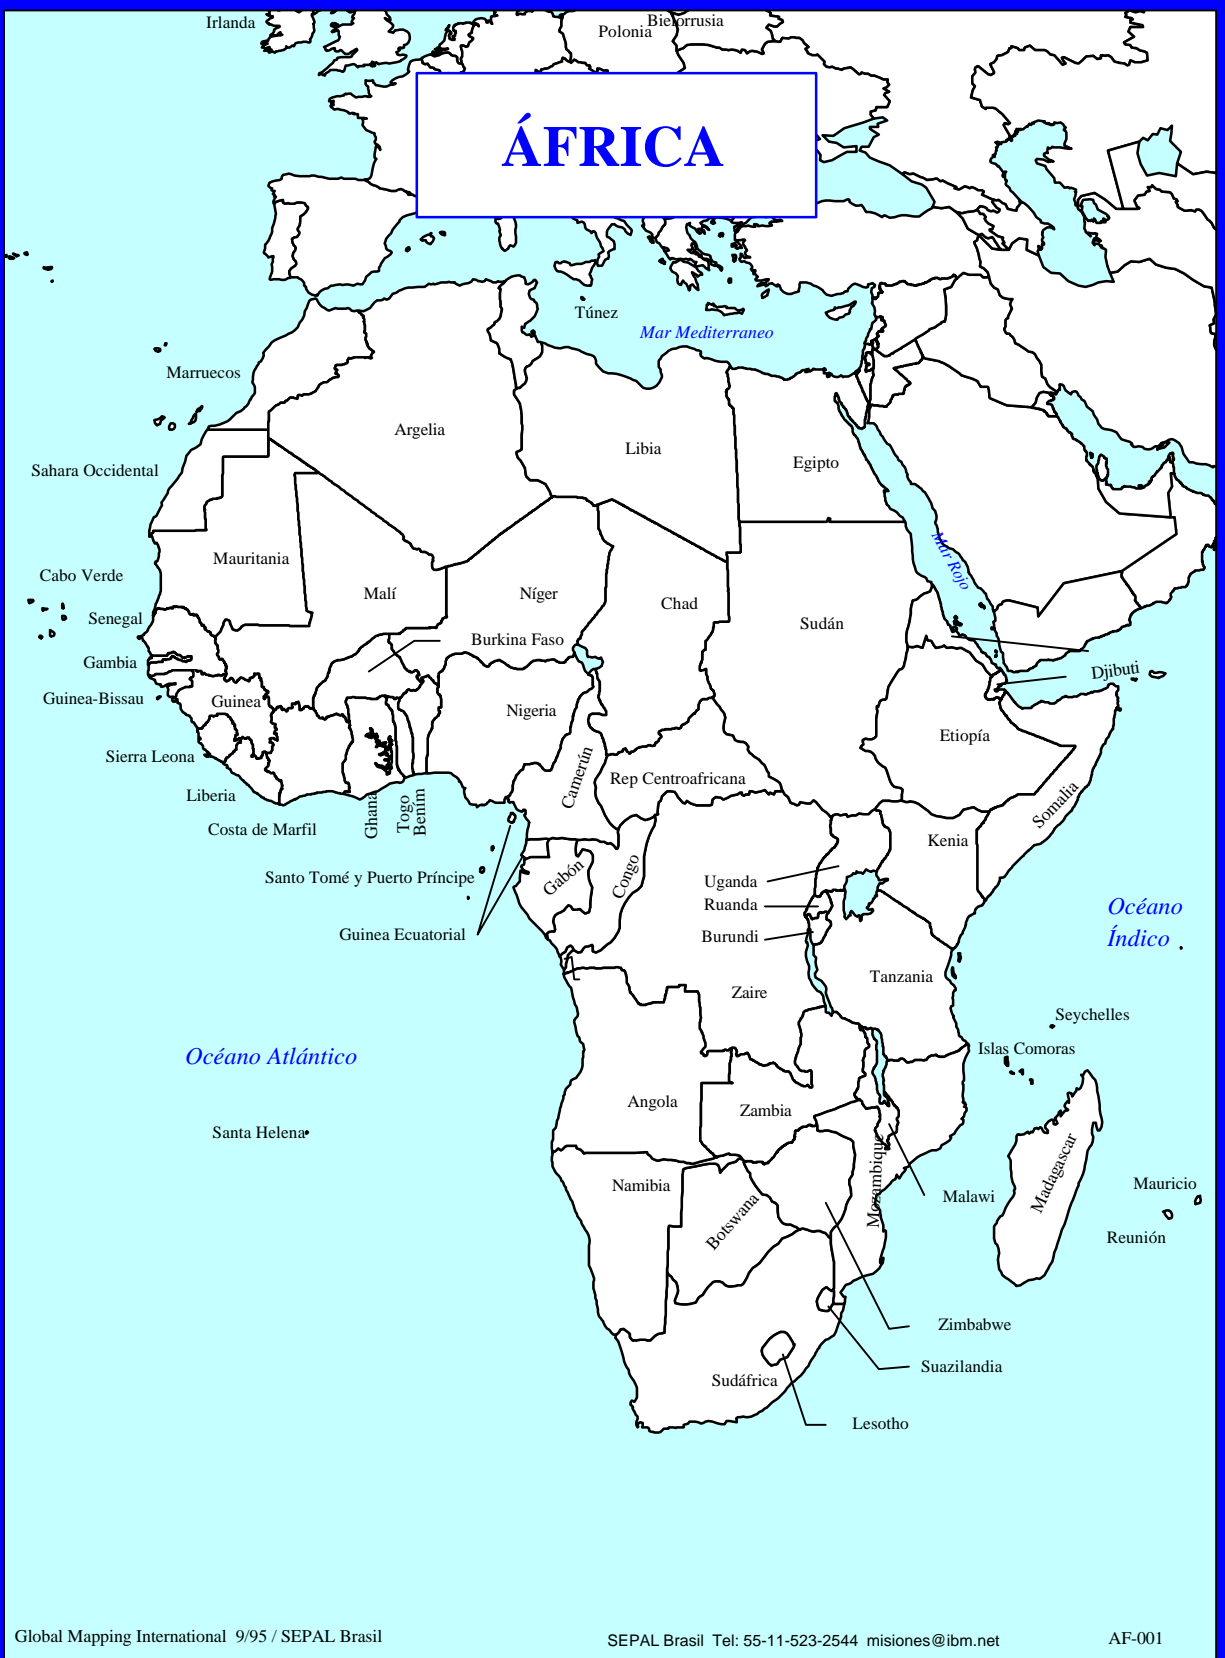 Irlanda
Polonia
Bielorrusia
ÁFRICA
Túnez
Mar Mediterraneo
Marruecos
Argelia
Libia
Egipto
Sahara Occidental
Mar Rojo
Mauritania
Cabo Verde
Malí
Níger
Chad
Sudán
Senegal
Burkina Faso
Gambia
Djibuti
Guinea-Bissau
Guinea
Nigeria
Etiopía
Sierra Leona
Camerún
Rep Centroafricana
Liberia
Somalia
Costa de Marfil
Ghana
Togo
Bením
Kenia
Gabón
Congo
Santo Tomé y Puerto Príncipe
Uganda
Ruanda
Océano
Índico
Guinea Ecuatorial
Burundi
Tanzania
Zaire
Seychelles
Océano Atlántico
Islas Comoras
Angola
Zambia
Santa Helena
Mozambique
Madagascar
Namibia
Botswana
Malawi
Mauricio
Reunión
Zimbabwe
Suazilandia
Sudáfrica
Lesotho
Global Mapping International 9/95 / SEPAL Brasil
SEPAL Brasil Tel: 55-11-523-2544 misiones@ibm.net
AF-001